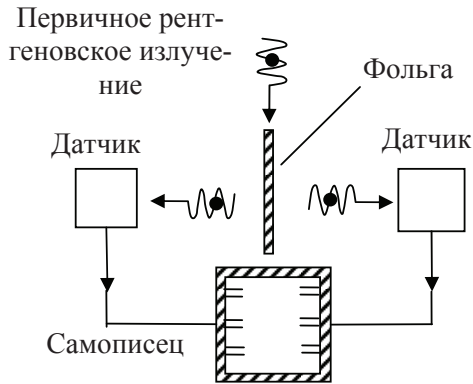 Первичное рент-
геновское излуче-
ние
Фольга
Датчик
Датчик
Самописец